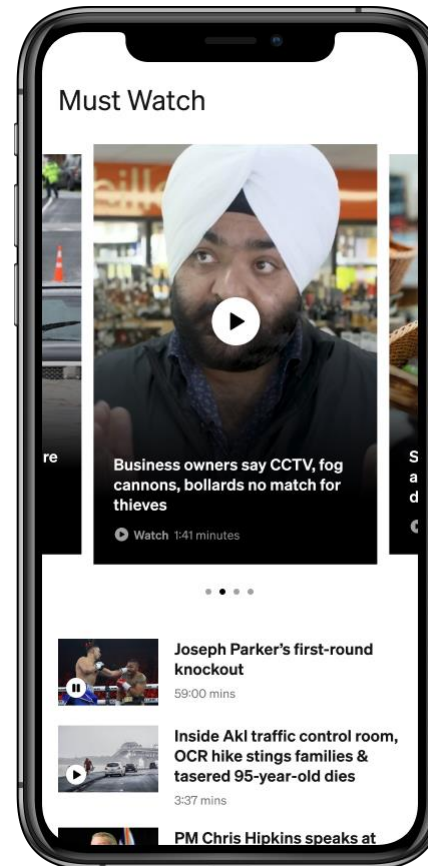 Must Watch
re
Business owners say CCTV, fog
cannons, bollards no match for
thieves
Watch 1:41 minutes
S
a
d
Joseph Parker's first-round
knockout
59:00 mins
Inside Akl traffic control room,
OCR hike stings families &
tasered 95-year-old dies
3:37 mins
PM Chris Hipkins speaks at